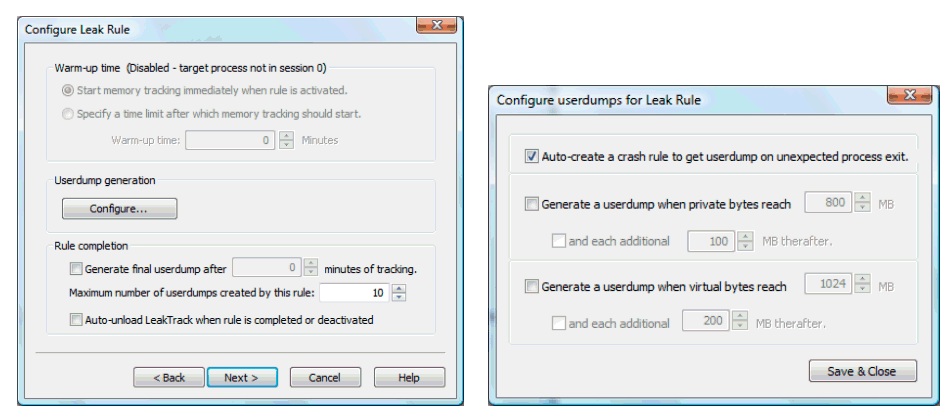 Configure Leak Rule
Warm-up time (Disabled - target process not in session 0)
Start memory tracking immediately when rule is activated.
Specify a time limit after which memory tracking should start.
Warm-up time: 0 Minutes
Userdump generation
Configure...
Rule completion
Generate final userdump after 0 minutes of tracking.
Maximum number of userdumps created by this rule: 10
Auto-unload LeakTrack when rule is completed or deactivated
< Back Next > Cancel Help
Configure userdumps for Leak Rule
Auto-create a crash rule to get userdump on unexpected process exit.
Generate a userdump when private bytes reach 800 MB
and each additional 100 MB therafter.
Generate a userdump when virtual bytes reach 1024 MB
and each additional 200 MB therafter.
Save & Close